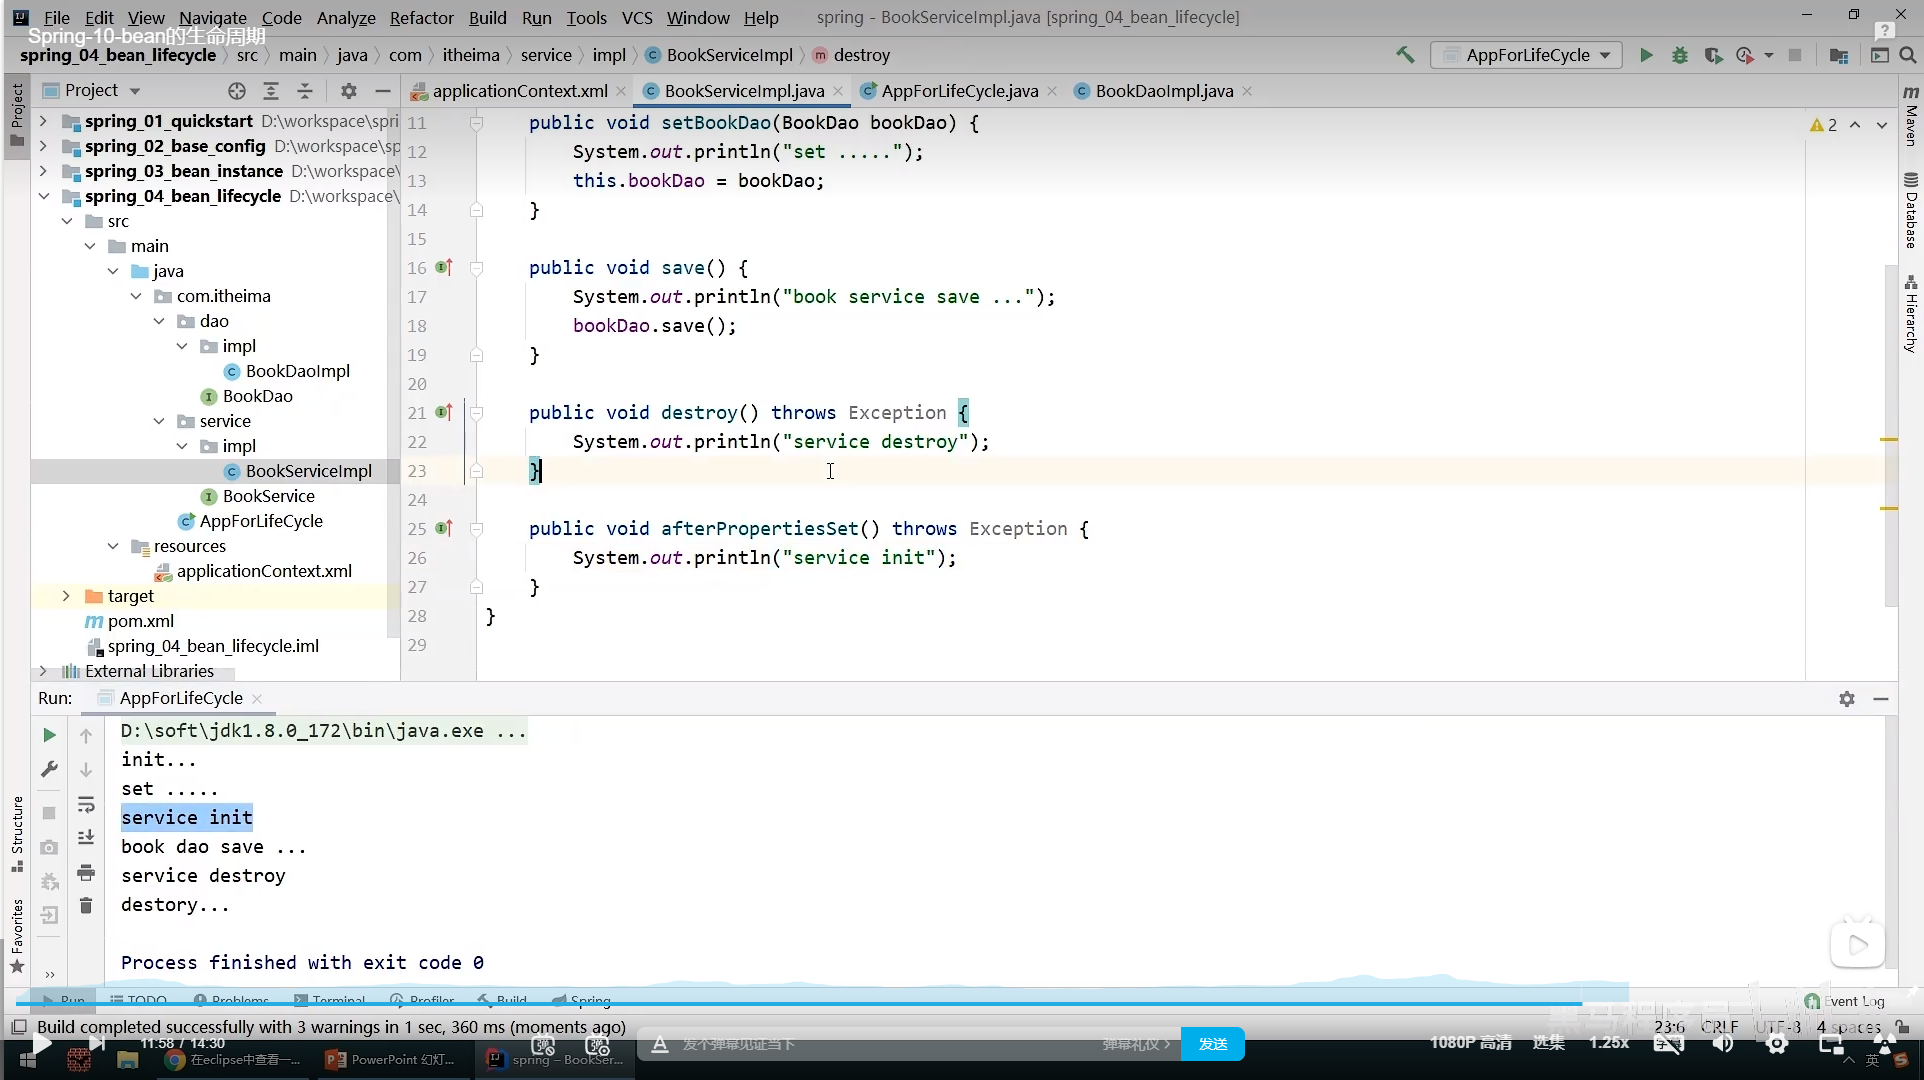 File Edit View Navigate Code Analyze Refactor Build Run Tools VCS Window Help spring - BookServiceImpl.java [spring_04_bean_lifecycle]
Spring-10-bean的生命周期
spring_04_bean_lifecycle src main java com itheima service impl BookServiceImpl destroy AppForLifeCycle
Project applicationContext.xml BookServiceImpl.java AppForLifeCycle.java BookDaoImpl.java
spring_01_quickstart D:\workspace\spri
spring_02_base_config D:\workspace\sp
spring_03_bean_instance D:\workspace\
spring_04_bean_lifecycle D:\workspace\
src
main
java
com.itheima
dao
impl
BookDaoImpl
BookDao
service
impl
BookServiceImpl
BookService
AppForLifeCycle
resources
applicationContext.xml
target
pom.xml
spring_04_bean_lifecycle.iml
External Libraries
11 public void setBookDao(BookDao bookDao) {
12 System.out.println("set .....");
13 this.bookDao = bookDao;
14 }
15
16 public void save() {
17 System.out.println("book service save ...");
18 bookDao.save();
19 }
20
21 public void destroy() throws Exception {
22 System.out.println("service destroy");
23 }
24
25 public void afterPropertiesSet() throws Exception {
26 System.out.println("service init");
27 }
28 }
29
2
Project
Structure
Favorites
Maven
Database
Hierarchy
Run: AppForLifeCycle
D:\soft\jdk1.8.0_172\bin\java.exe ...
init...
set .....
service init
book dao save ...
service destroy
destory...
Process finished with exit code 0
Run TODO Problems Terminal Profiler Build Spring Event Log
Build completed successfully with 3 warnings in 1 sec, 360 ms (moments ago) 23:6 CRLF UTF-8 4 spaces
11:58 / 14:30 发个弹幕见证当下 弹幕礼仪 发送 1080P 高清 选集 1.25x
在eclipse中查看一... PowerPoint 幻灯... spring – BookSer... 英